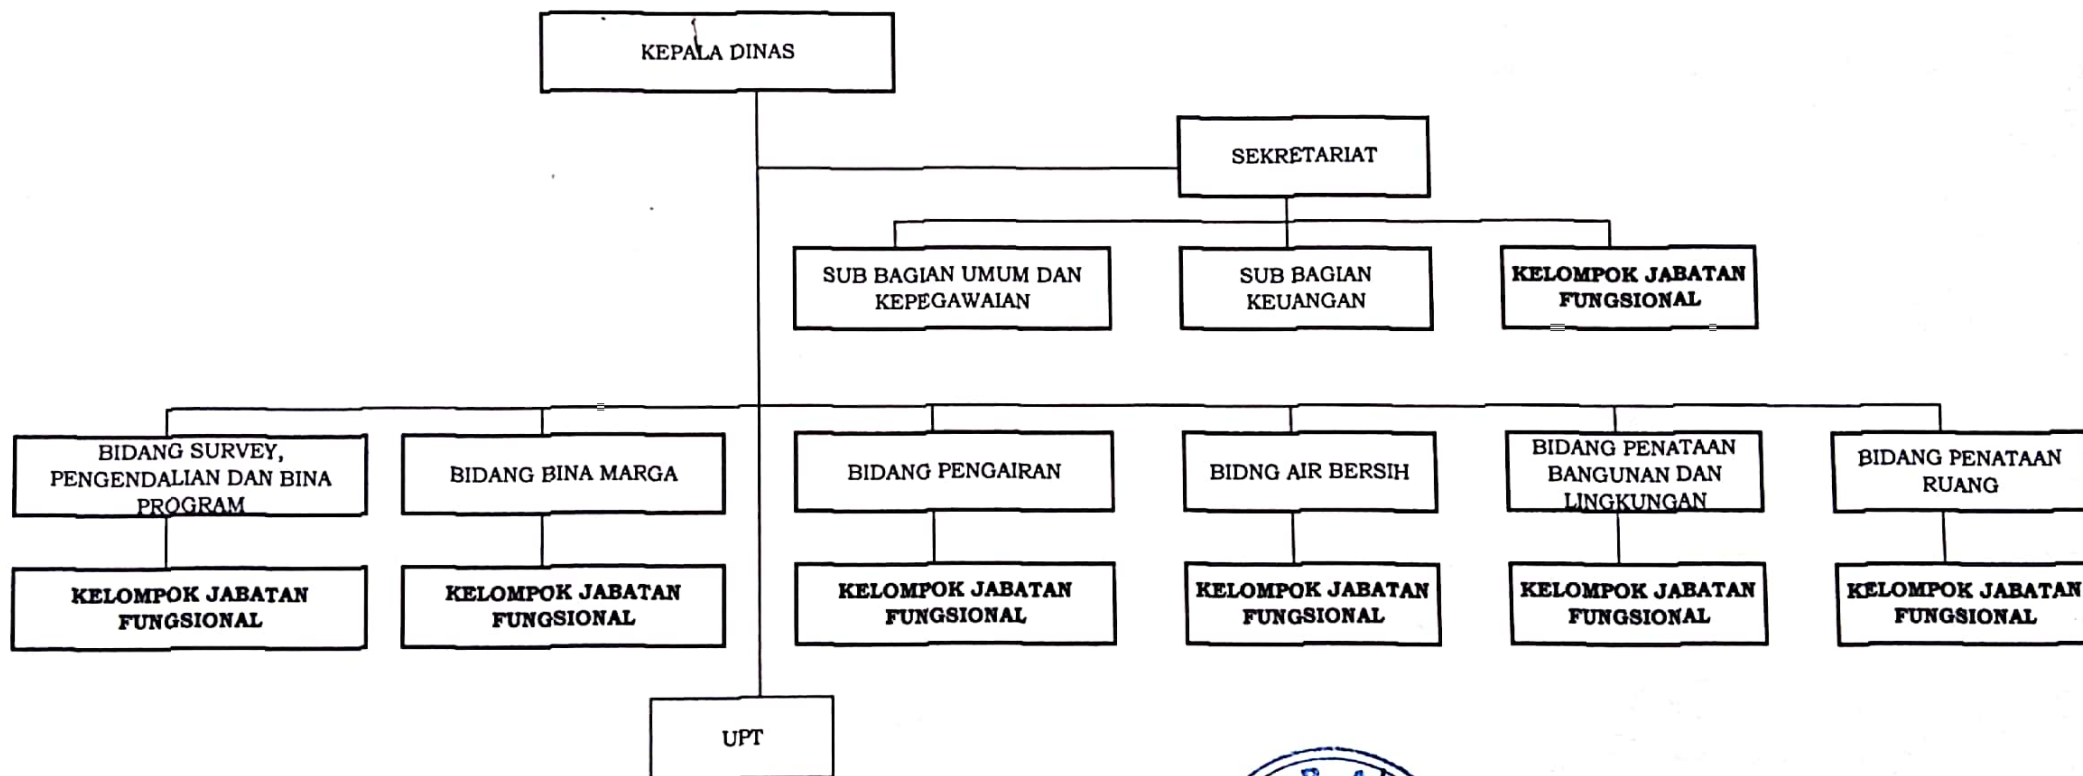 KEPALA DINAS
SEKRETARIAT
SUB BAGIAN UMUM DAN
KEPEGAWAIAN
SUB BAGIAN
KEUANGAN
KELOMPOK JABATAN
FUNGSIONAL
BIDANG SURVEY,
PENGENDALIAN DAN BINA
PROGRAM
BIDANG BINA MARGA
BIDANG PENGAIRAN
BIDNG AIR BERSIH
BIDANG PENATAAN
BANGUNAN DAN
LINGKUNGAN
BIDANG PENATAAN
RUANG
KELOMPOK JABATAN
FUNGSIONAL
KELOMPOK JABATAN
FUNGSIONAL
KELOMPOK JABATAN
FUNGSIONAL
KELOMPOK JABATAN
FUNGSIONAL
KELOMPOK JABATAN
FUNGSIONAL
KELOMPOK JABATAN
FUNGSIONAL
UPT